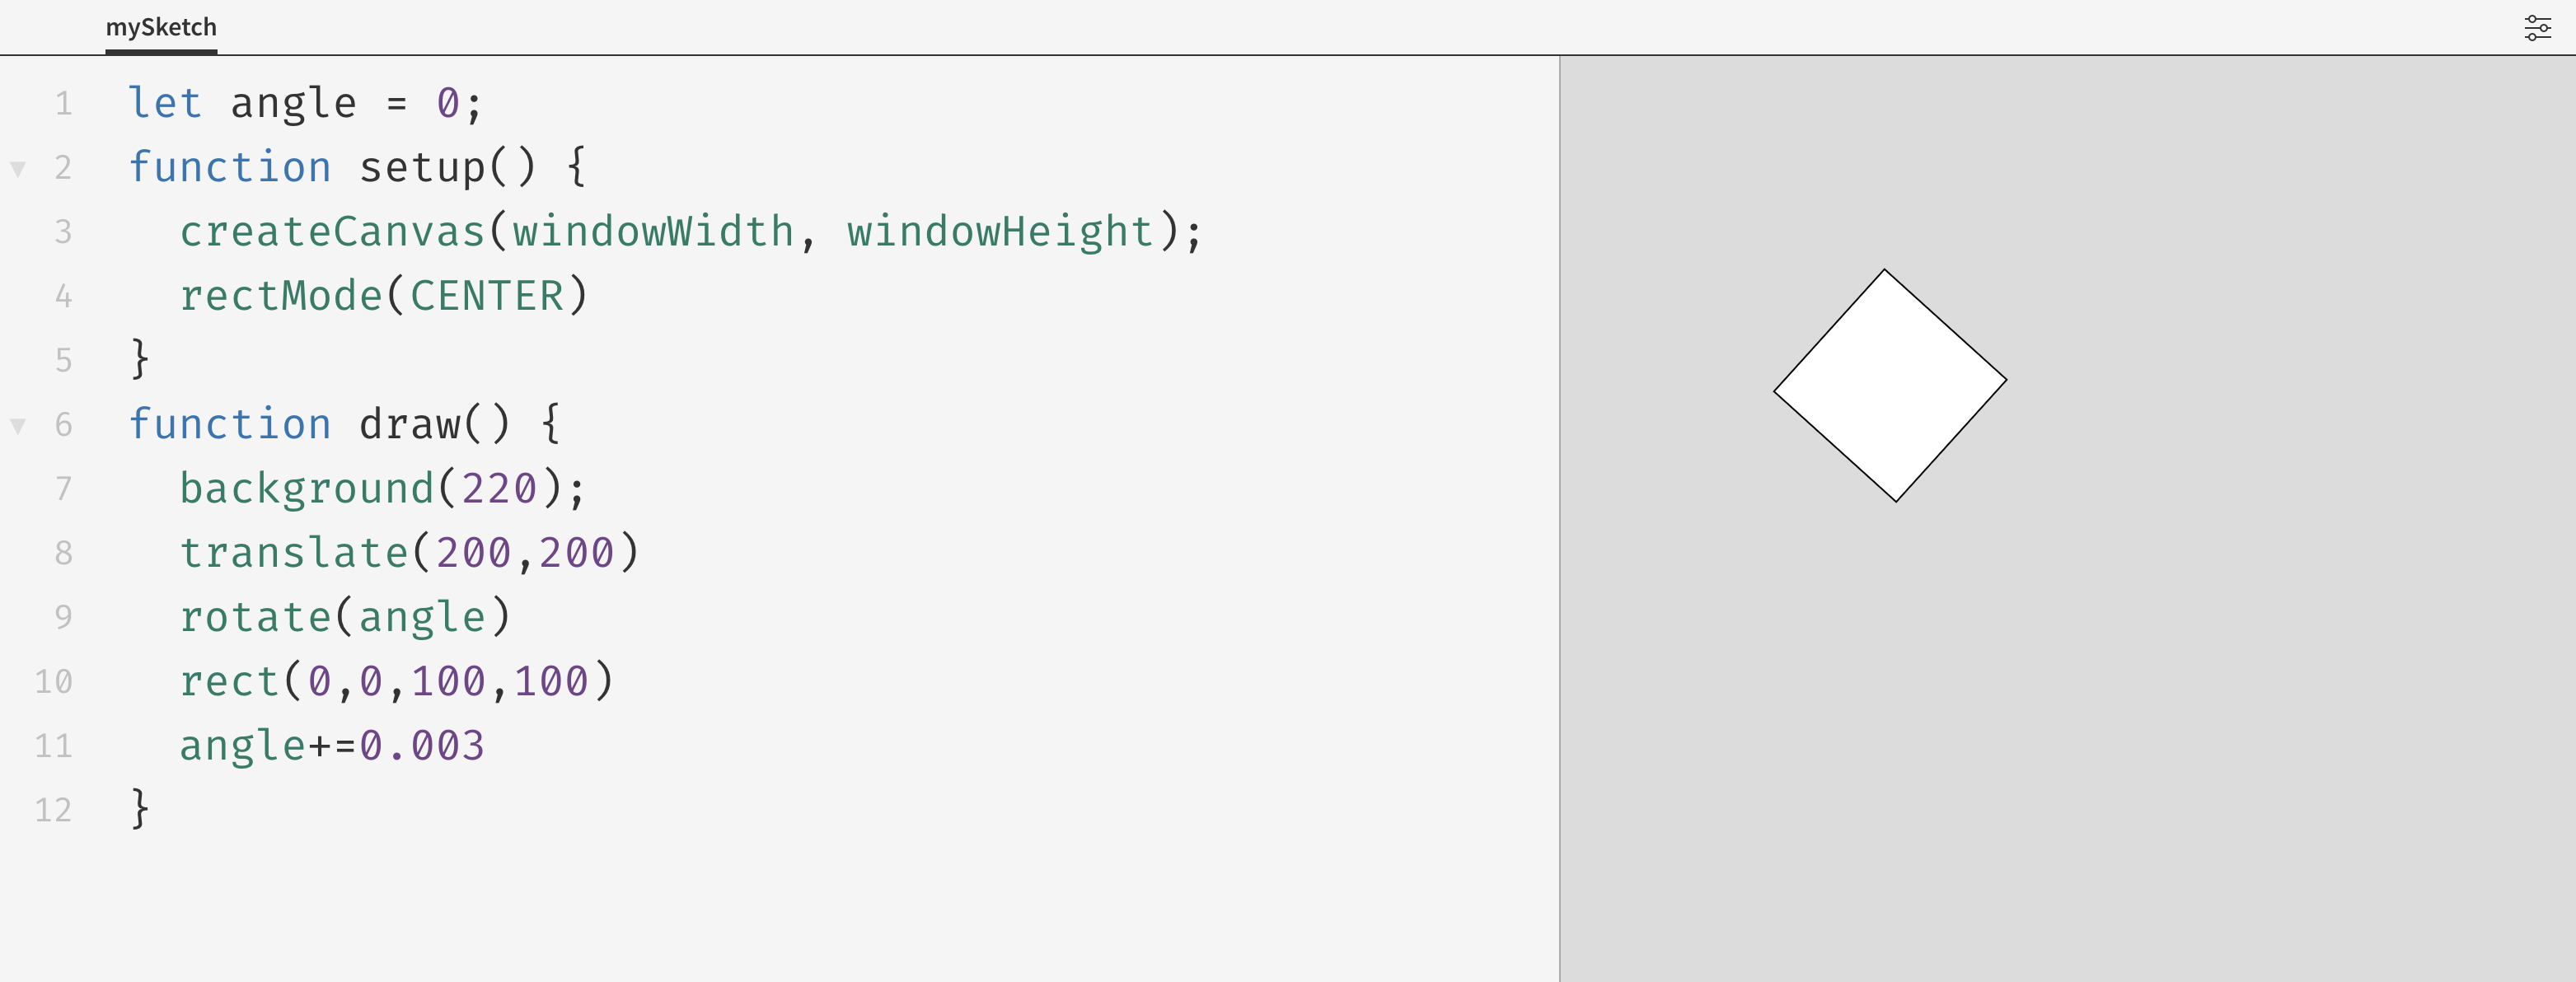 mySketch
1 let angle = 0;
2 function setup() {
3 createCanvas(windowWidth, windowHeight);
4 rectMode(CENTER)
5 }
6 function draw() {
7 background(220);
8 translate(200,200)
9 rotate(angle)
10 rect(0,0,100,100)
11 angle+=0.003
12 }